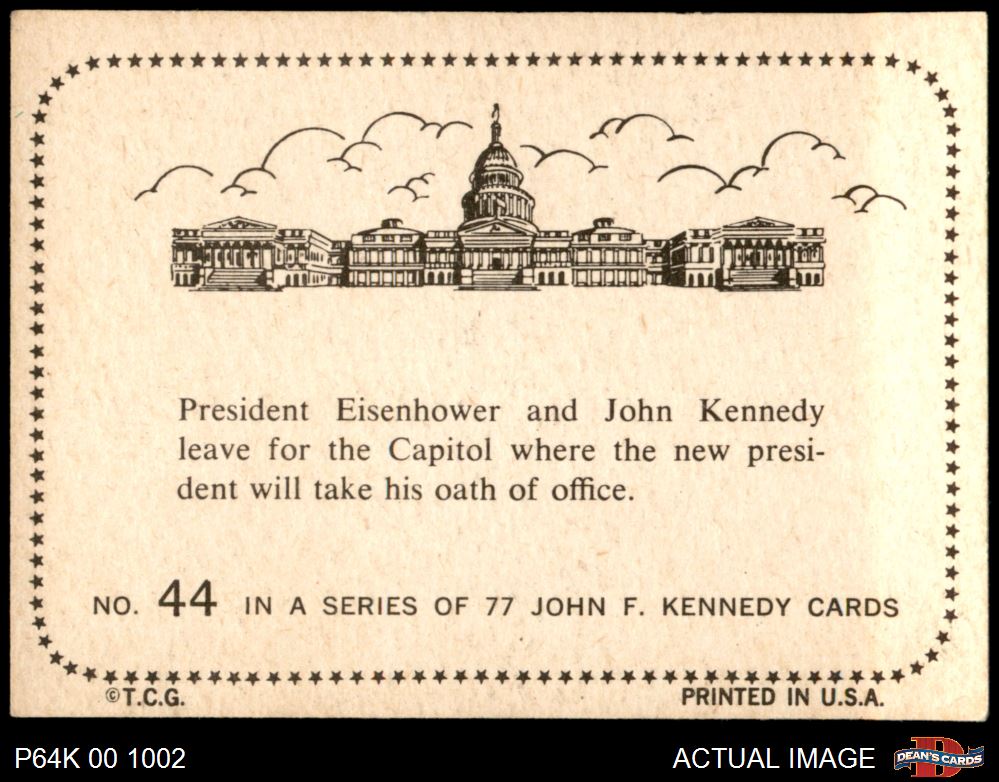 President Eisenhower and John Kennedy
leave for the Capitol where the new presi-
dent will take his oath of office.
NO. 44 IN A SERIES OF 77 JOHN F. KENNEDY CARDS
©T.C.G. PRINTED IN U.S.A.
P64K 00 1002 ACTUAL IMAGE DEAN'S CARDS